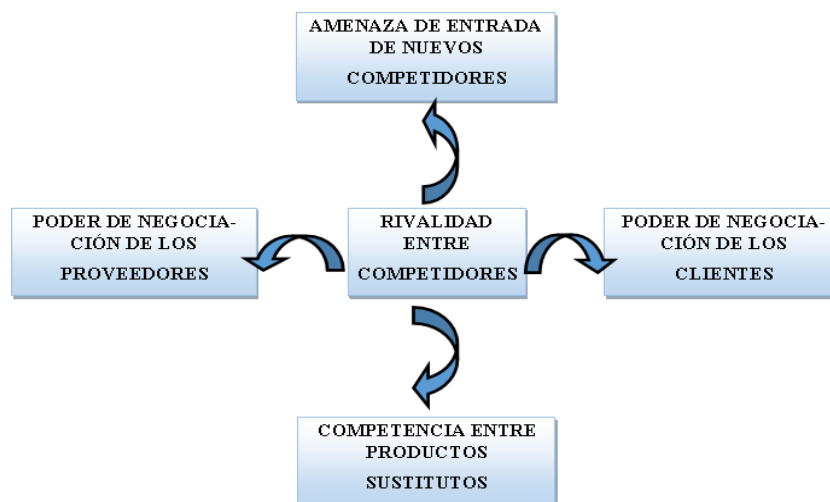 AMENAZA DE ENTRADA
DE NUEVOS
COMPETIDORES
PODER DE NEGOCIA-
CIÓN DE LOS
PROVEEDORES
RIVALIDAD
ENTRE
COMPETIDORES
PODER DE NEGOCIA-
CIÓN DE LOS
CLIENTES
COMPETENCIA ENTRE
PRODUCTOS
SUSTITUTOS